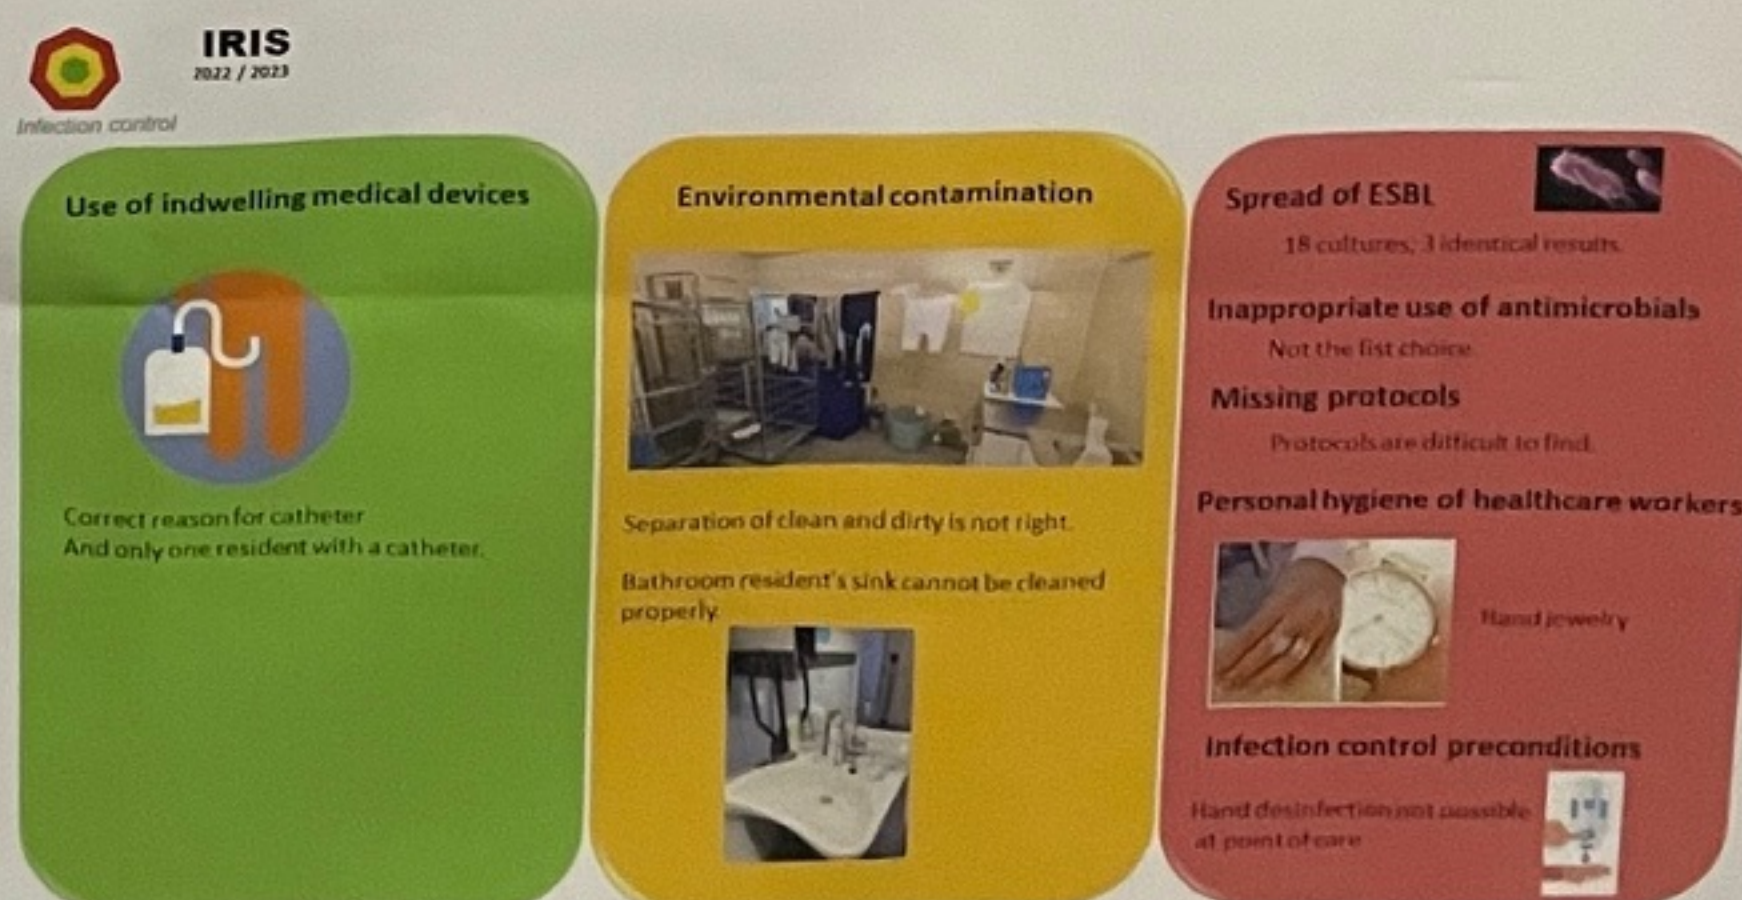 IRIS
2022 / 2023
Infection control
Use of indwelling medical devices
Correct reason for catheter
And only one resident with a catheter.
Environmental contamination
Separation of clean and dirty is not right.
Bathroom resident's sink cannot be cleaned
properly.
Spread of ESBL
18 cultures, 3 identical results.
Inappropriate use of antimicrobials
Not the fist choice.
Missing protocols
Protocols are difficult to find.
Personal hygiene of healthcare workers
Hand jewelry
Infection control preconditions
Hand desinfection not possible
at point of care